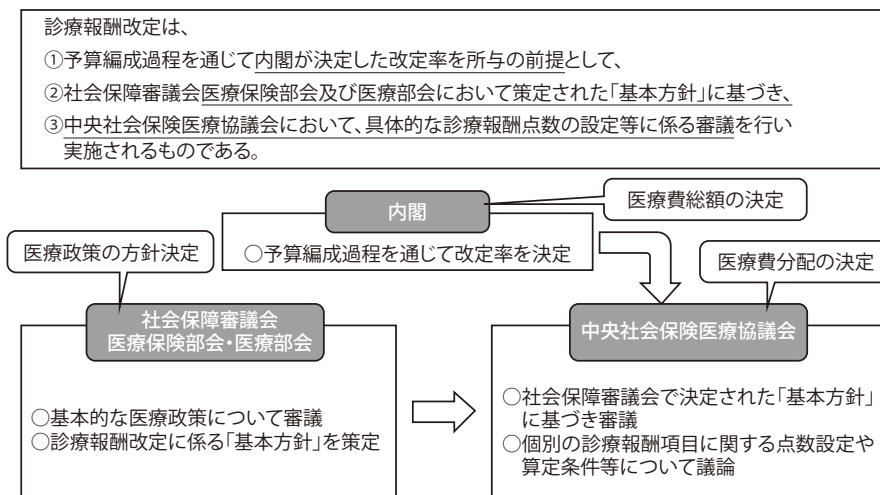 診療報酬改定は、
①予算編成過程を通じて内閣が決定した改定率を所与の前提として、
②社会保障審議会医療保険部会及び医療部会において策定された「基本方針」に基づき、
③中央社会保険医療協議会において、具体的な診療報酬点数の設定等に係る審議を行い
実施されるものである。
内閣
医療費総額の決定
○予算編成過程を通じて改定率を決定
医療政策の方針決定
医療費分配の決定
社会保障審議会
医療保険部会・医療部会
○基本的な医療政策について審議
○診療報酬改定に係る「基本方針」を策定
中央社会保険医療協議会
○社会保障審議会で決定された「基本方針」
に基づき審議
○個別の診療報酬項目に関する点数設定や
算定条件等について議論